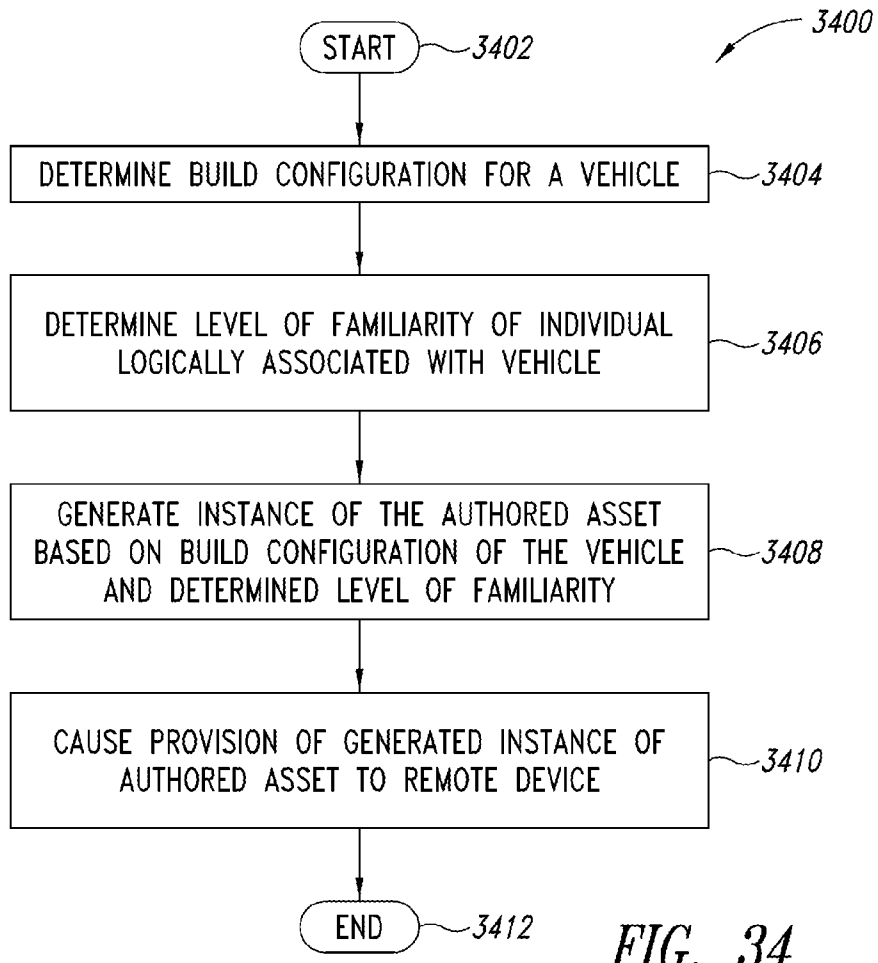 3400
START 3402
DETERMINE BUILD CONFIGURATION FOR A VEHICLE 3404
DETERMINE LEVEL OF FAMILIARITY OF INDIVIDUAL
LOGICALLY ASSOCIATED WITH VEHICLE
3406
GENERATE INSTANCE OF THE AUTHORED ASSET
BASED ON BUILD CONFIGURATION OF THE VEHICLE
AND DETERMINED LEVEL OF FAMILIARITY
3408
CAUSE PROVISION OF GENERATED INSTANCE OF
AUTHORED ASSET TO REMOTE DEVICE
3410
END 3412
FIG. 34